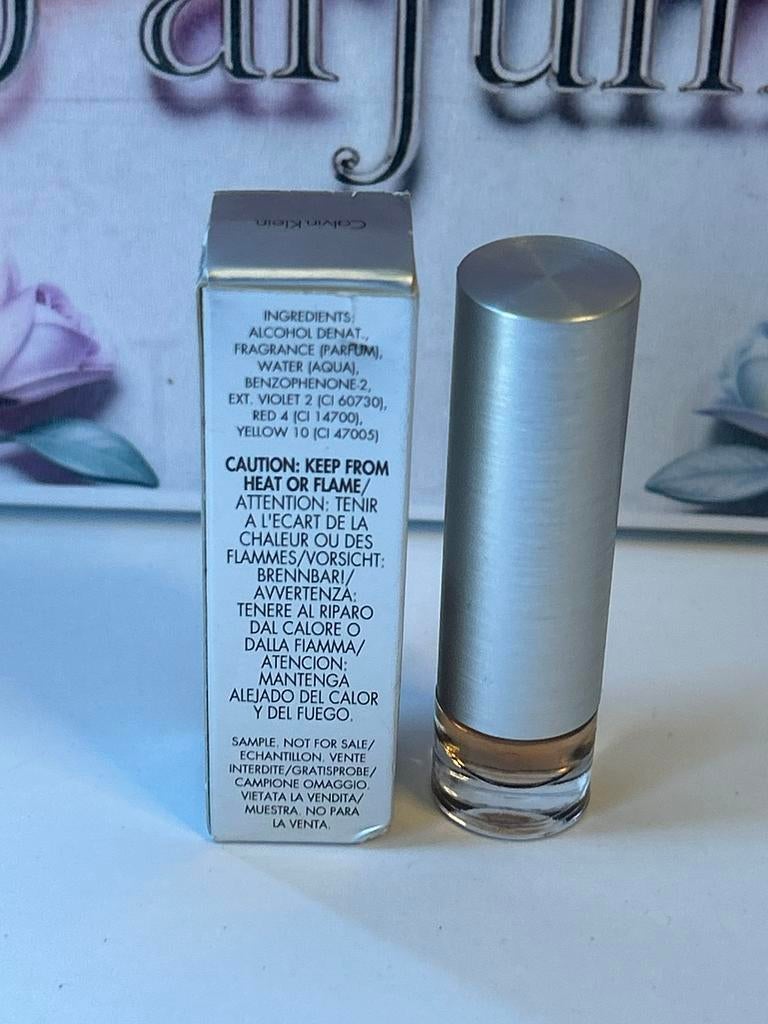 Parfum
Calvin Klein
INGREDIENTS:
ALCOHOL DENAT.,
FRAGRANCE (PARFUM),
WATER (AQUA),
BENZOPHENONE-2,
EXT. VIOLET 2 (CI 60730),
RED 4 (CI 14700),
YELLOW 10 (CI 47005)
CAUTION: KEEP FROM
HEAT OR FLAME/
ATTENTION: TENIR
A L'ECART DE LA
CHALEUR OU DES
FLAMMES/VORSICHT:
BRENNBAR!/
AVVERTENZA:
TENERE AL RIPARO
DAL CALORE O
DALLA FIAMMA/
ATENCION:
MANTENGA
ALEJADO DEL CALOR
Y DEL FUEGO.
SAMPLE. NOT FOR SALE/
ECHANTILLON. VENTE
INTERDITE/GRATISPROBE/
CAMPIONE OMAGGIO.
VIETATA LA VENDITA/
MUESTRA. NO PARA
LA VENTA.